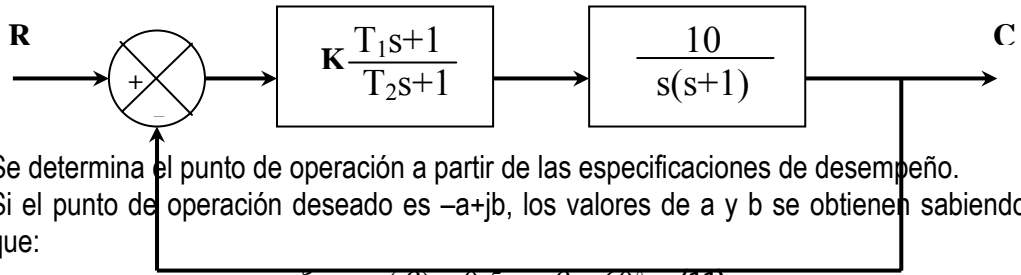 R
C
K T₁s+1
T₂s+1
10
s(s+1)
+
–
Se determina el punto de operación a partir de las especificaciones de desempeño.
Si el punto de operación deseado es –a+jb, los valores de a y b se obtienen sabiendo
que: